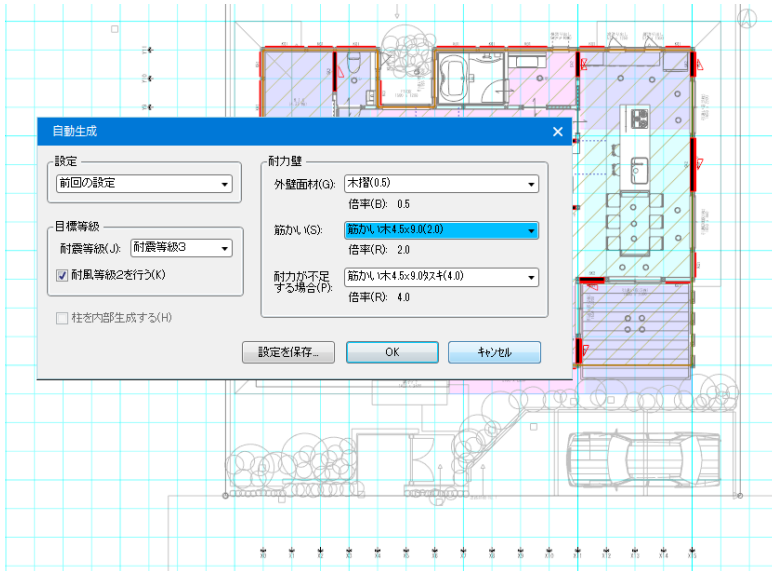 自動生成
設定
前回の設定
目標等級
耐震等級(J):
耐震等級3
耐風等級2を行う(K)
柱を内部生成する(H)
耐力壁
外壁面材(G):
木摺(0.5)
倍率(B): 0.5
筋かい(S):
筋かい木4.5x9.0(2.0)
倍率(R): 2.0
耐力が不足
する場合(P):
筋かい木4.5x9.0タスキ(4.0)
倍率(R): 4.0
設定を保存...
OK
キャンセル